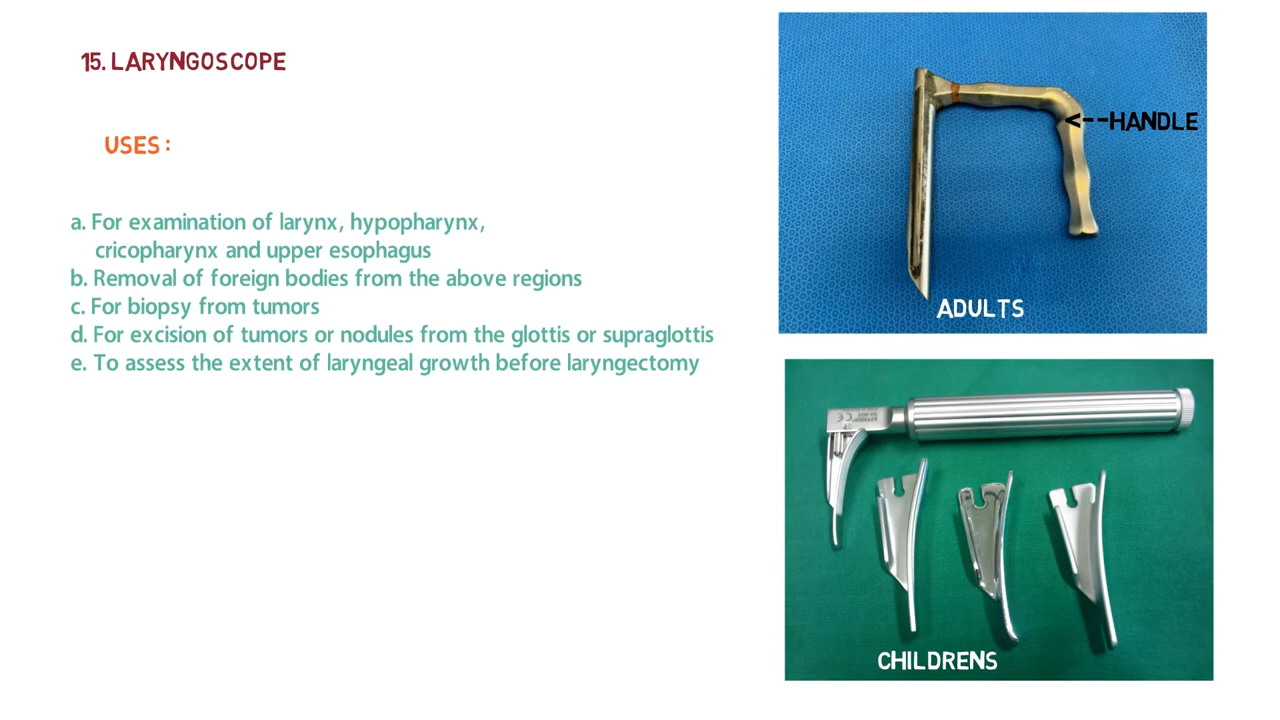 15. LARYNGOSCOPE
USES :
a. For examination of larynx, hypopharynx,
cricopharynx and upper esophagus
b. Removal of foreign bodies from the above regions
c. For biopsy from tumors
d. For excision of tumors or nodules from the glottis or supraglottis
e. To assess the extent of laryngeal growth before laryngectomy
<--HANDLE
ADULTS
CE
CHILDRENS